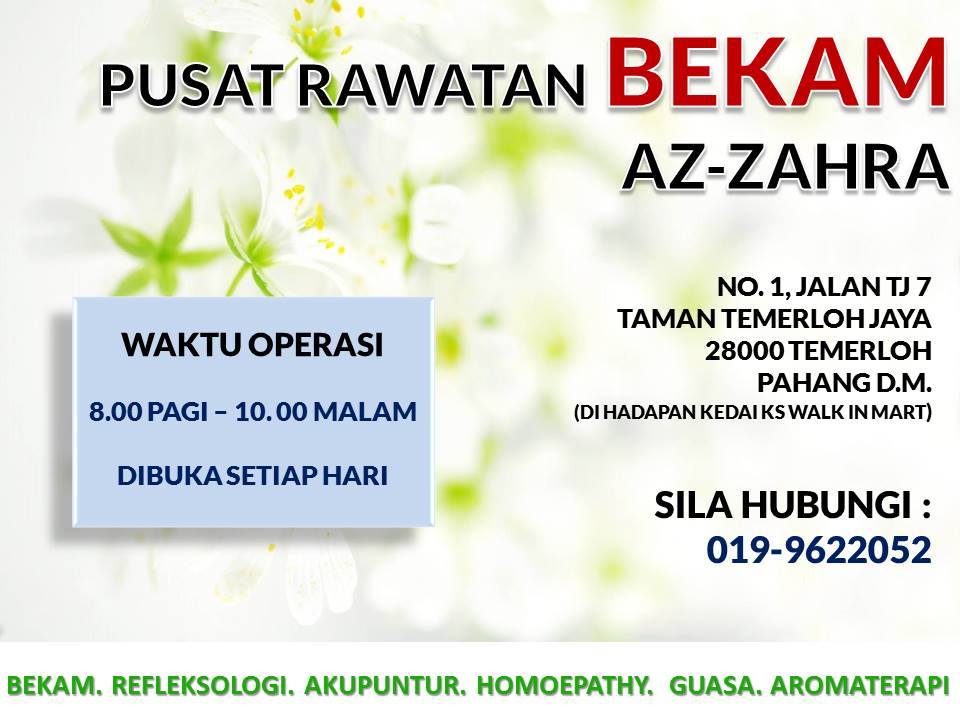 PUSAT RAWATAN BEKAM
AZ-ZAHRA
NO. 1, JALAN TJ 7
TAMAN TEMERLOH JAYA
28000 TEMERLOH
PAHANG D.M.
(DI HADAPAN KEDAI KS WALK IN MART)
WAKTU OPERASI
8.00 PAGI – 10. 00 MALAM
DIBUKA SETIAP HARI
SILA HUBUNGI :
019-9622052
BEKAM. REFLEKSOLOGI. AKUPUNTUR. HOMOEPATHY. GUASA. AROMATERAPI